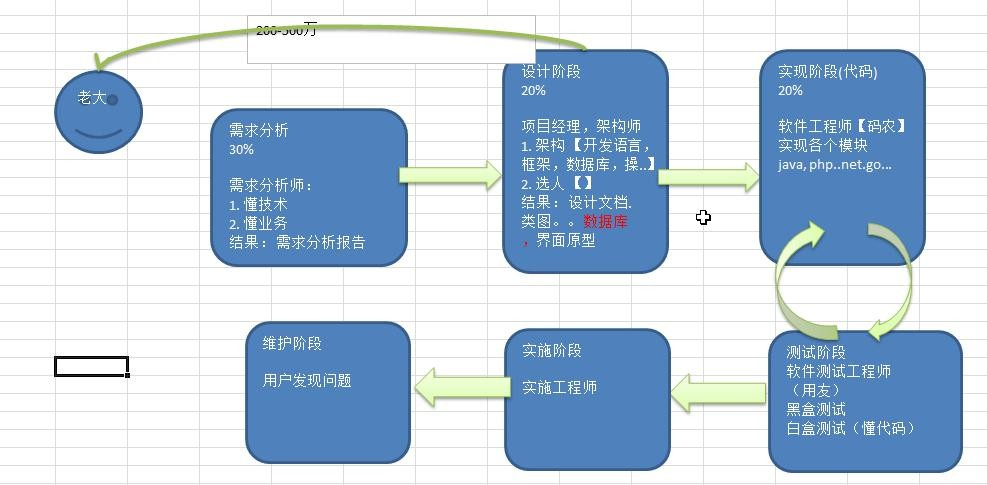 200-500万
老大
需求分析
30%
需求分析师：
1. 懂技术
2. 懂业务
结果：需求分析报告
设计阶段
20%
项目经理，架构师
1. 架构【开发语言，
框架，数据库，操..】
2. 选人【】
结果：设计文档.
类图。。数据库
，界面原型
实现阶段(代码)
20%
软件工程师【码农】
实现各个模块
java, php..net.go...
测试阶段
软件测试工程师
（用友）
黑盒测试
白盒测试（懂代码）
实施阶段
实施工程师
维护阶段
用户发现问题